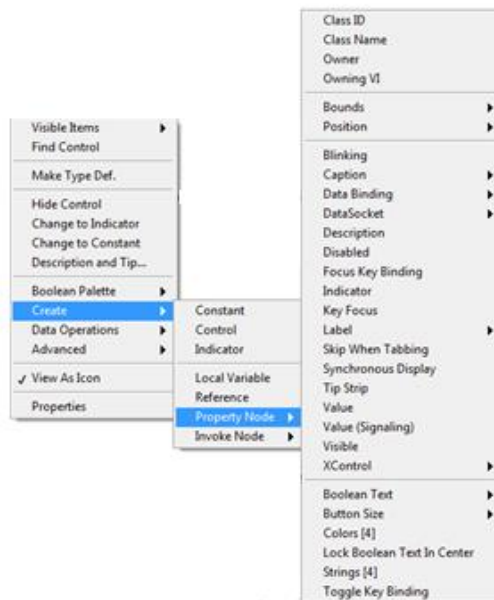 Visible Items
Find Control
Make Type Def.
Hide Control
Change to Indicator
Change to Constant
Description and Tip...
Boolean Palette
Create
Data Operations
Advanced
View As Icon
Properties
Constant
Control
Indicator
Local Variable
Reference
Property Node
Invoke Node
Class ID
Class Name
Owner
Owning VI
Bounds
Position
Blinking
Caption
Data Binding
DataSocket
Description
Disabled
Focus Key Binding
Indicator
Key Focus
Label
Skip When Tabbing
Synchronous Display
Tip Strip
Value
Value (Signaling)
Visible
XControl
Boolean Text
Button Size
Colors [4]
Lock Boolean Text In Center
Strings [4]
Toggle Key Binding